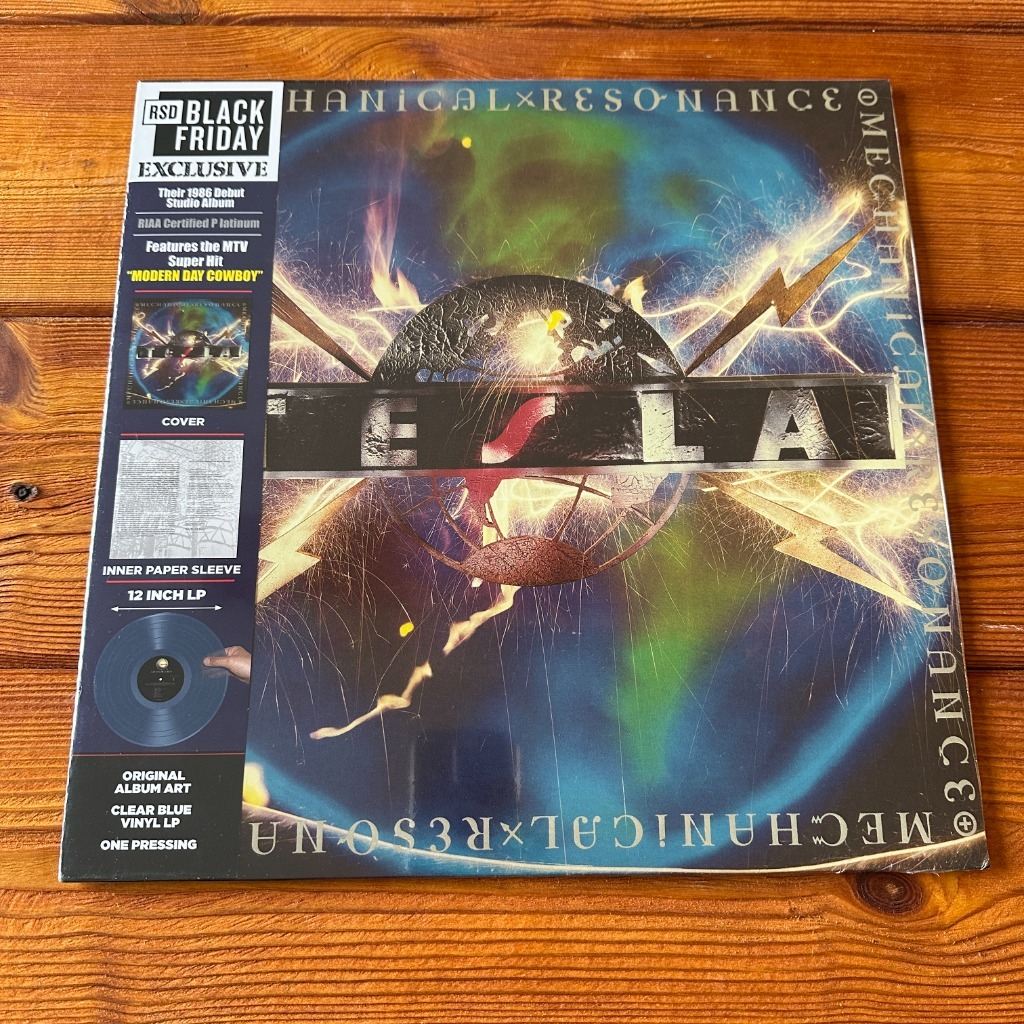 RSD BLACK
FRIDAY
EXCLUSIVE
Their 1986 Debut
Studio Album
RIAA Certified Platinum
Features the MTV
Super Hit
"MODERN DAY COWBOY"
TESLA
COVER
INNER PAPER SLEEVE
12 INCH LP
ORIGINAL
ALBUM ART
CLEAR BLUE
VINYL LP
ONE PRESSING
HANiCAL×RESONANCE
MECHANiCAL×RESONANCE
MECHANiCAL×RESONA
ESLA